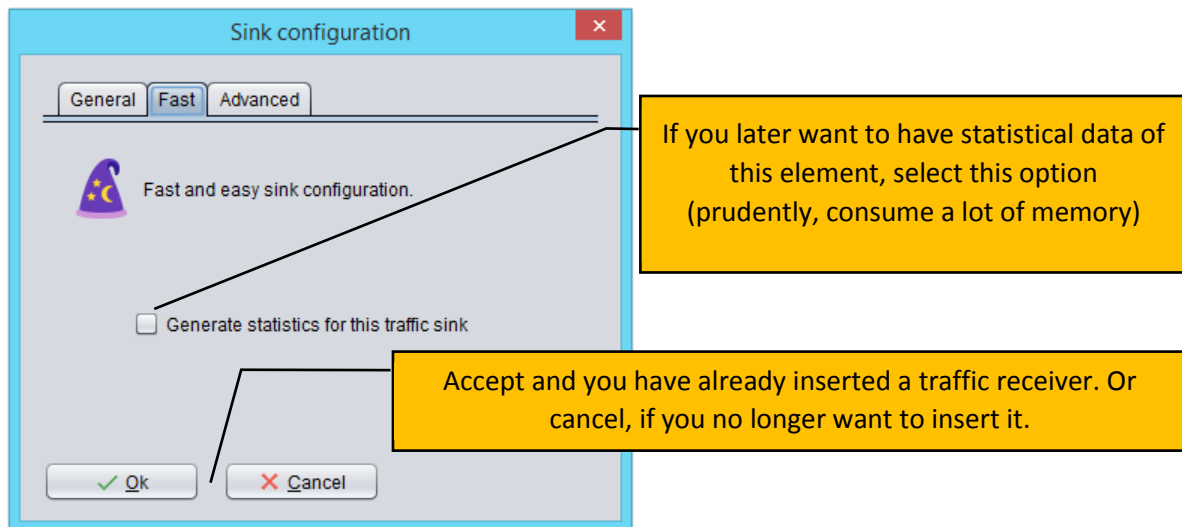 Sink configuration
General Fast Advanced
Fast and easy sink configuration.
If you later want to have statistical data of
this element, select this option
(prudently, consume a lot of memory)
Generate statistics for this traffic sink
Accept and you have already inserted a traffic receiver. Or
cancel, if you no longer want to insert it.
Ok Cancel